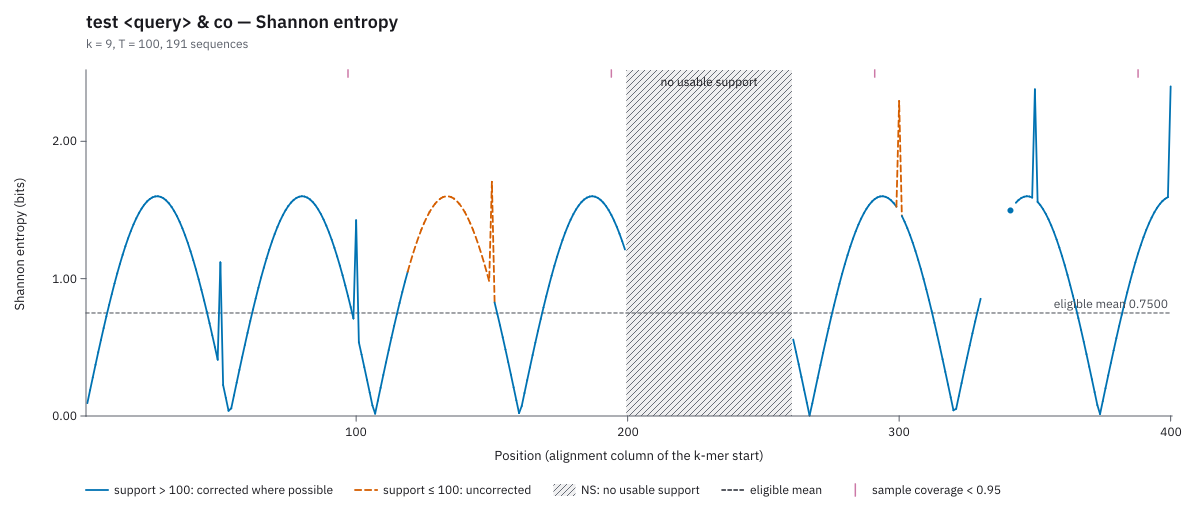 test <query> & co — Shannon entropy
k = 9, T = 100, 191 sequences
no usable support
2.00
1.00
0.00
Shannon entropy (bits)
eligible mean 0.7500
100
200
300
400
Position (alignment column of the k-mer start)
support > 100: corrected where possible
support ≤ 100: uncorrected
NS: no usable support
eligible mean
sample coverage < 0.95